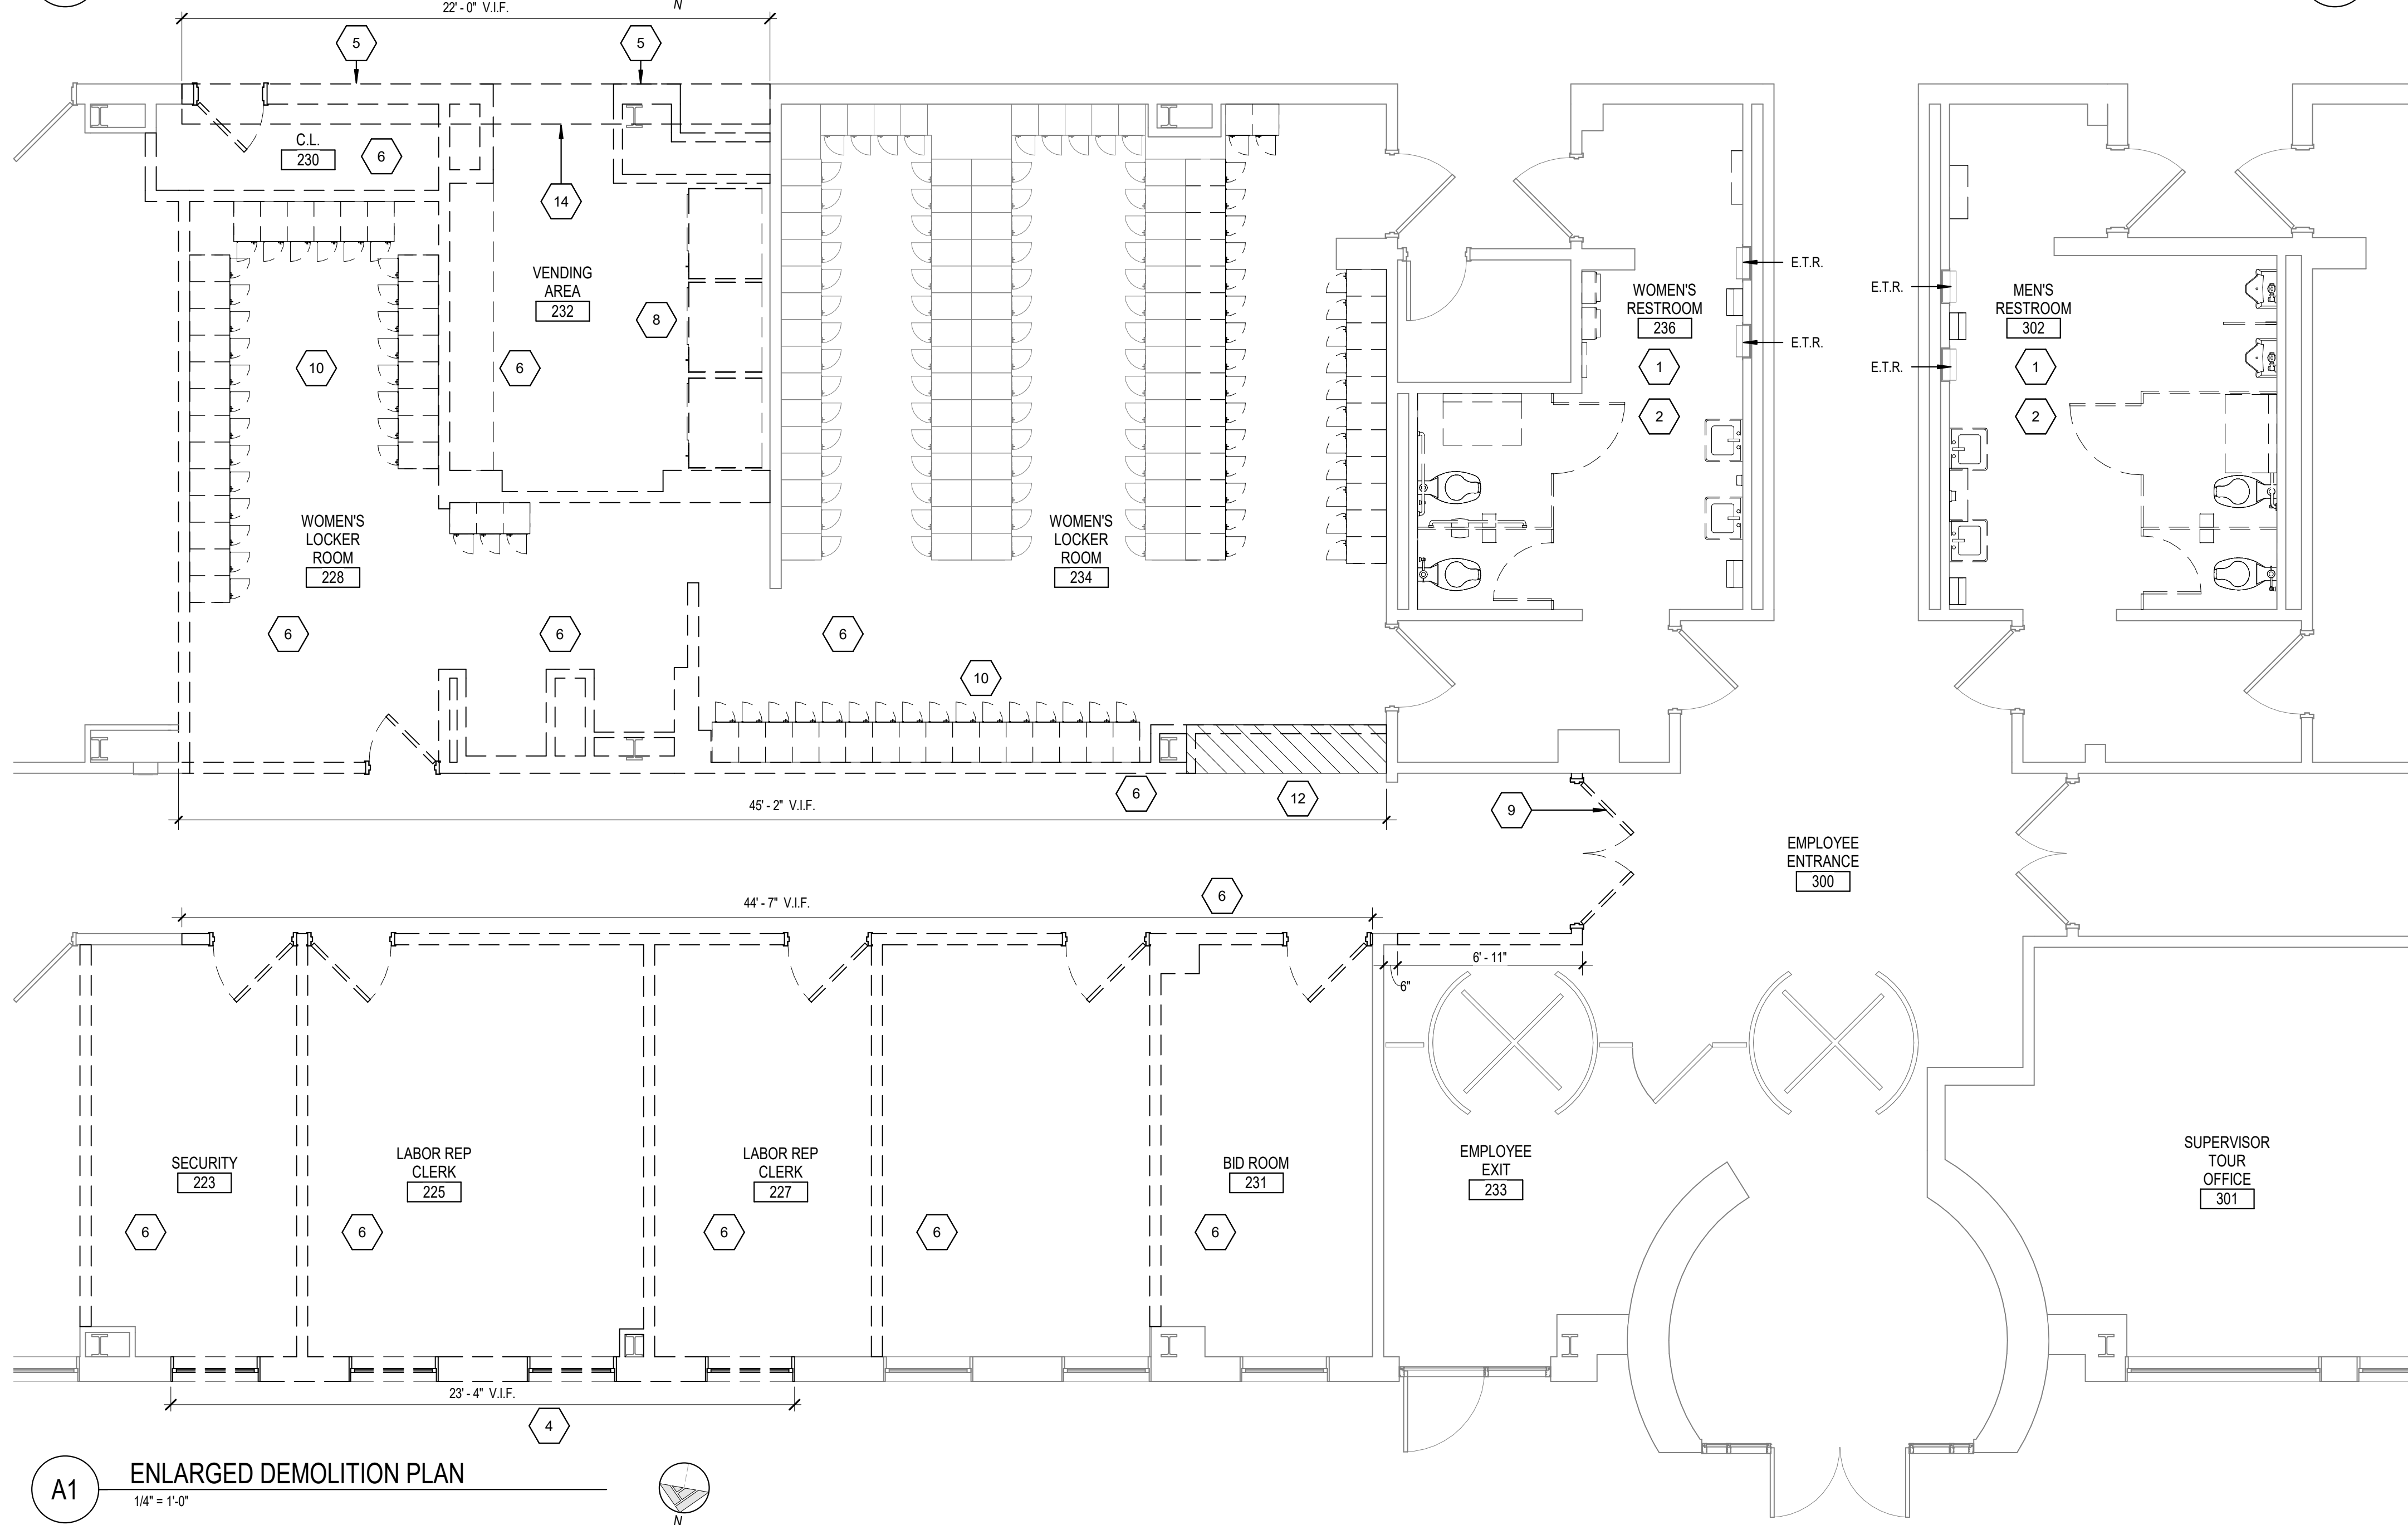 22' - 0" V.I.F.
N
5
5
C.L.
230
6
14
VENDING
AREA
232
8
10
6
WOMEN'S
LOCKER
ROOM
228
WOMEN'S
LOCKER
ROOM
234
WOMEN'S
RESTROOM
236
1
2
E.T.R.
E.T.R.
E.T.R.
E.T.R.
MEN'S
RESTROOM
302
1
2
6
6
6
10
6
12
45' - 2" V.I.F.
9
EMPLOYEE
ENTRANCE
300
44' - 7" V.I.F.
6
6' - 11"
6"
SECURITY
223
LABOR REP
CLERK
225
LABOR REP
CLERK
227
BID ROOM
231
EMPLOYEE
EXIT
233
SUPERVISOR
TOUR
OFFICE
301
6
6
6
6
6
23' - 4" V.I.F.
4
A1
ENLARGED DEMOLITION PLAN
1/4" = 1'-0"
N